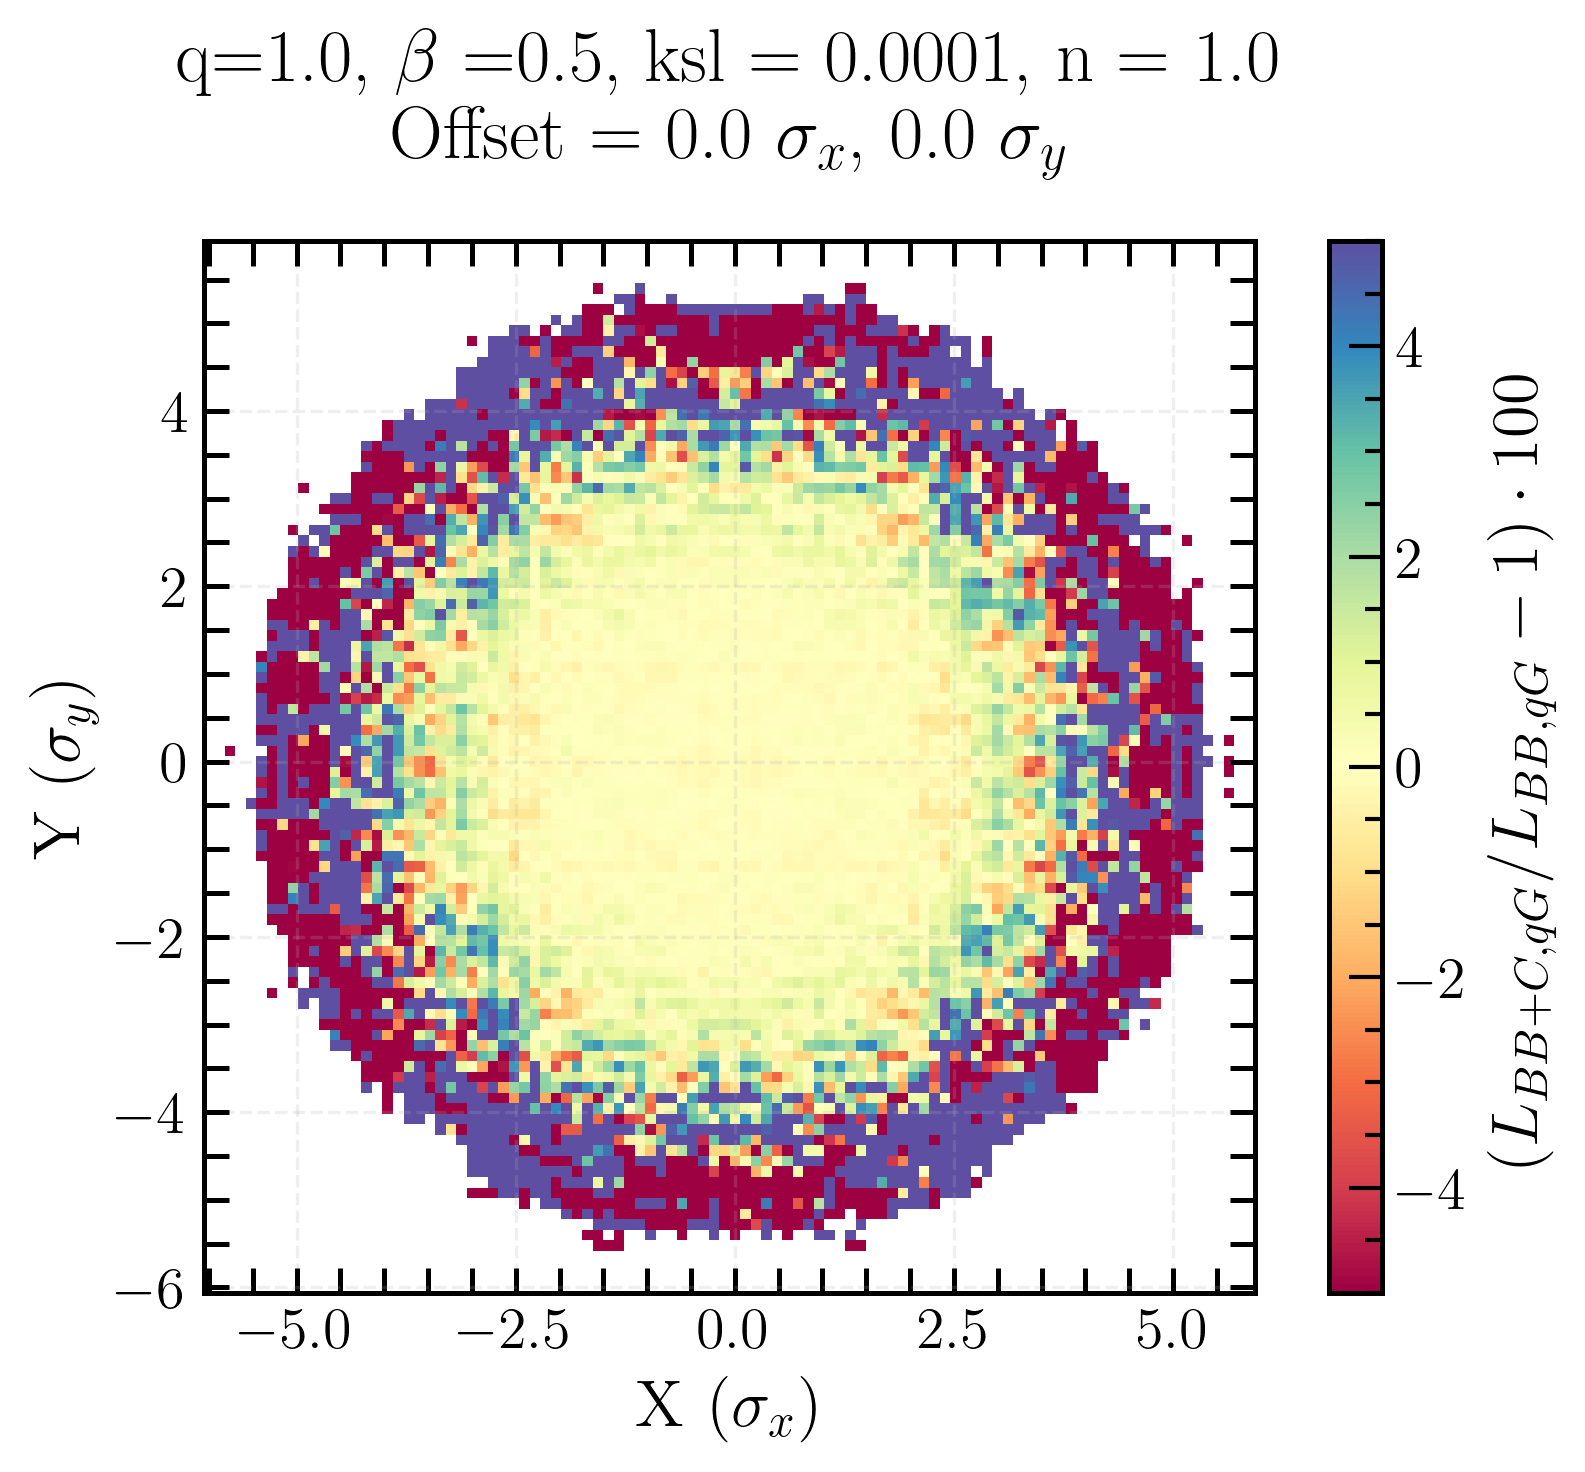 q=1.0, β =0.5, ksl = 0.0001, n = 1.0
Offset = 0.0 σx, 0.0 σy
4
2
0
−2
−4
−6
Y (σy)
−5.0 −2.5 0.0 2.5 5.0
X (σx)
4
2
0
−2
−4
(LBB+C,qG/LBB,qG − 1) · 100